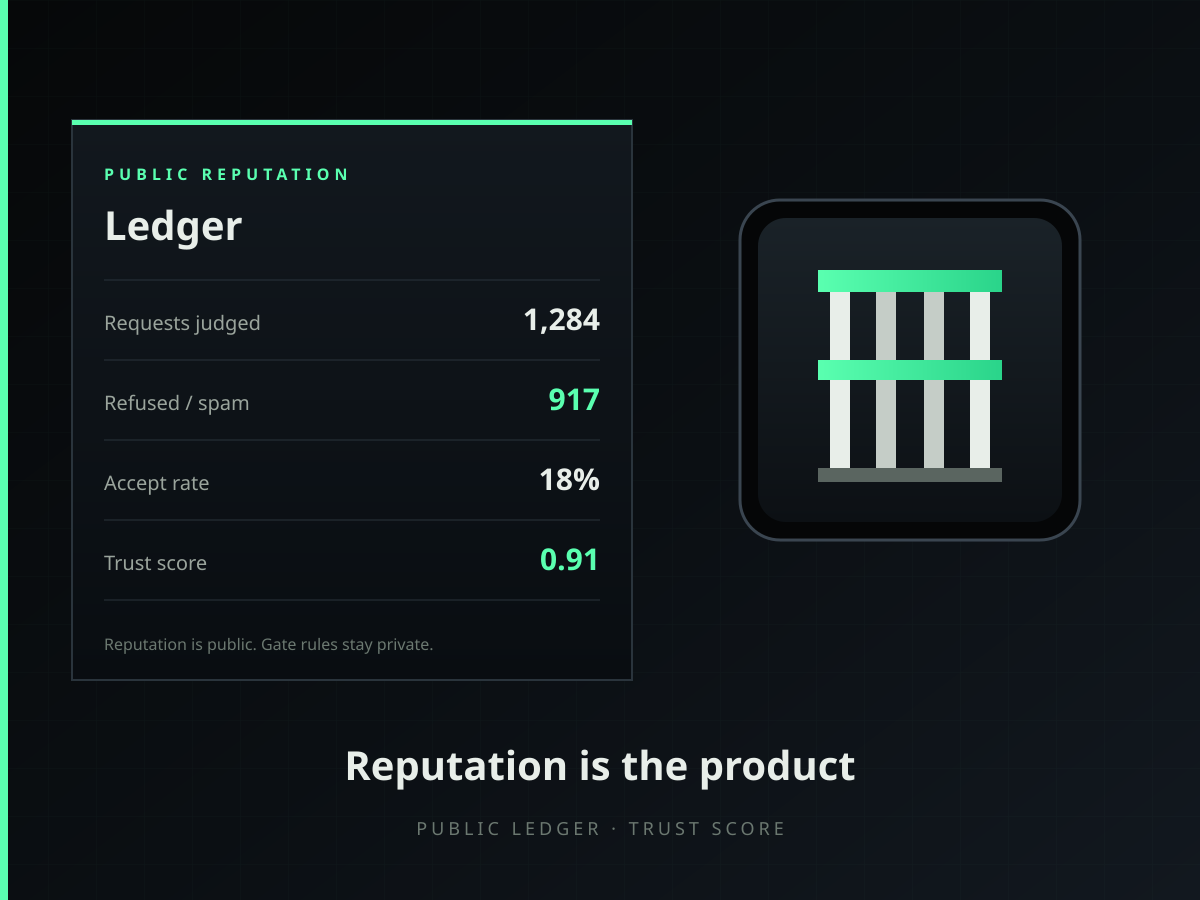 PUBLIC REPUTATION
Ledger
Requests judged 1,284
Refused / spam 917
Accept rate 18%
Trust score 0.91
Reputation is public. Gate rules stay private.
Reputation is the product
PUBLIC LEDGER · TRUST SCORE